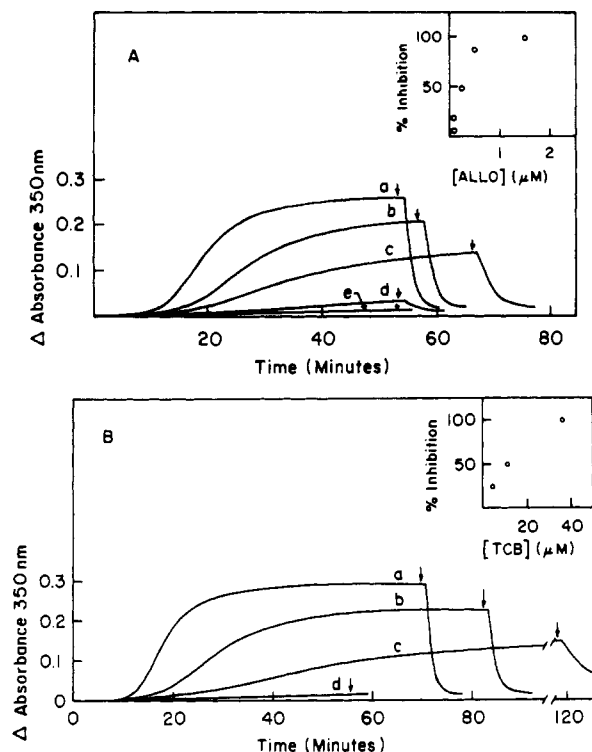 A
% Inhibition
100
50
1
2
[ALLO] (μM)
Δ Absorbance 350nm
0.3
0.2
0.1
a
b
c
d
e
20
40
60
80
Time (Minutes)
B
% Inhibition
100
50
20
40
[TCB] (μM)
Δ Absorbance 350nm
0.3
0.2
0.1
0
a
b
c
d
0
20
40
60
80
120
Time (Minutes)